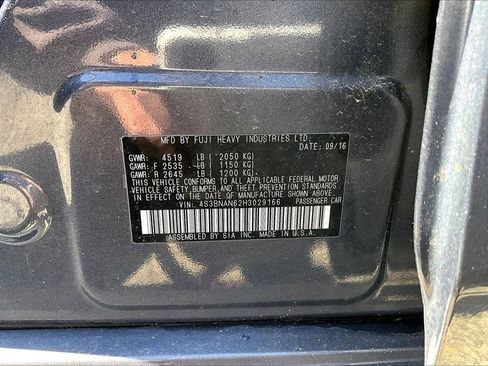 MFD BY FUJI HEAVY INDUSTRIES LTD.
DATE: 09/16
GVWR: 4519 LB ( 2050 KG)
GAWR: F 2535 LB ( 1150 KG)
GAWR: R 2645 LB ( 1200 KG)
THIS VEHICLE CONFORMS TO ALL APPLICABLE FEDERAL MOTOR
VEHICLE SAFETY, BUMPER, AND THEFT PREVENTION STANDARDS
IN EFFECT ON THE DATE OF MANUFACTURE SHOWN ABOVE.
VIN: 4S3BNAN62H3029166 PASSENGER CAR
ASSEMBLED BY SIA INC. MADE IN U.S.A.